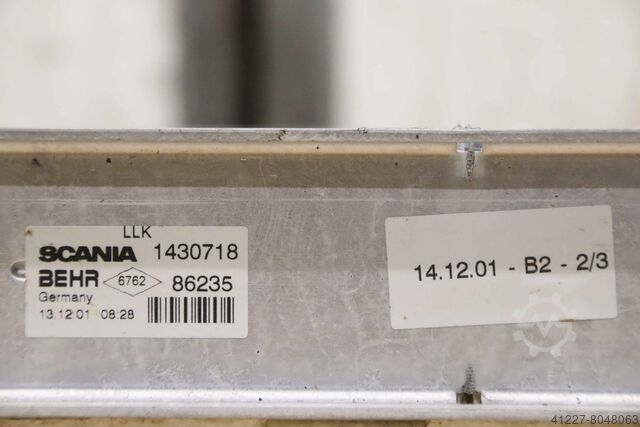 LLK
SCANIA 1430718
BEHR 6762 86235
Germany
13.12.01 08:28
14.12.01 - B2 - 2/3
41227-8048063